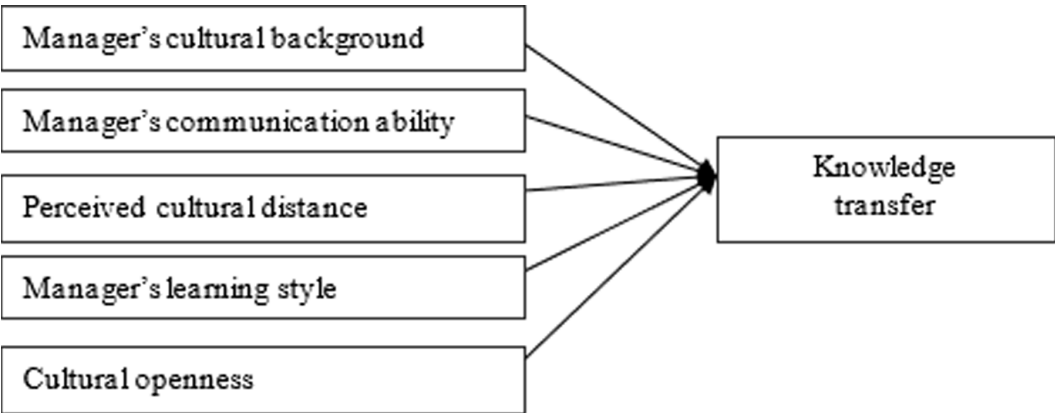 Manager’s cultural background
Manager’s communication ability
Perceived cultural distance
Manager’s learning style
Cultural openness
Knowledge
transfer